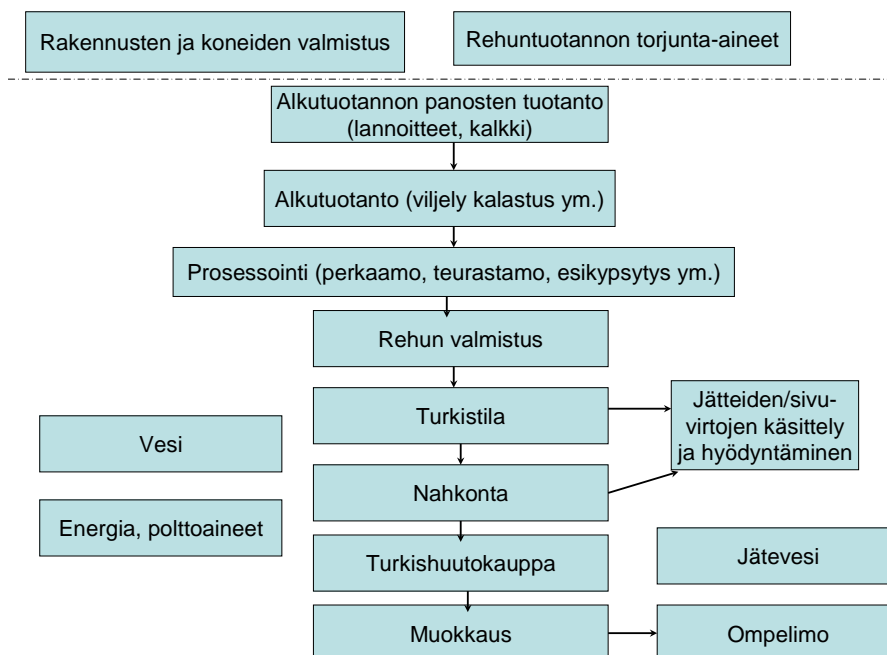 Rakennusten ja koneiden valmistus
Rehuntuotannon torjunta-aineet
Alkutuotannon panosten tuotanto
(lannoitteet, kalkki)
Alkutuotanto (viljely kalastus ym.)
Prosessointi (perkaamo, teurastamo, esikypsytys ym.)
Rehun valmistus
Turkistila
Jätteiden/sivu-
virtojen käsittely
ja hyödyntäminen
Vesi
Nahkonta
Energia, polttoaineet
Turkishuutokauppa
Jätevesi
Muokkaus
Ompelimo